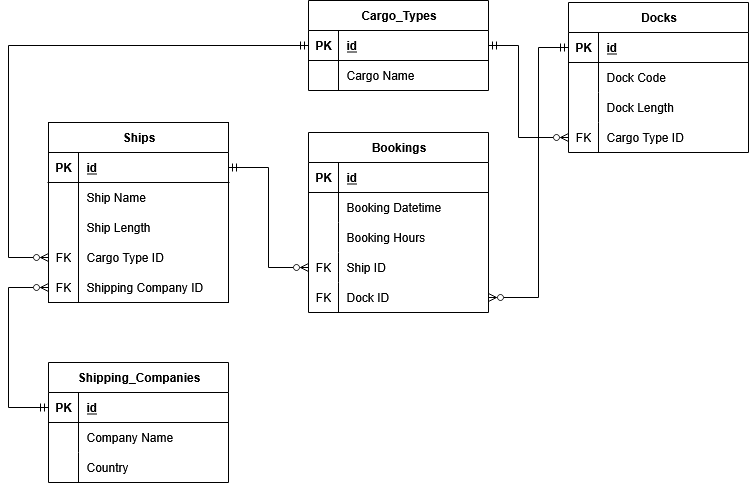 Cargo_Types
PK id
Cargo Name
Docks
PK id
Dock Code
Dock Length
FK Cargo Type ID
Ships
PK id
Ship Name
Ship Length
FK Cargo Type ID
FK Shipping Company ID
Bookings
PK id
Booking Datetime
Booking Hours
FK Ship ID
FK Dock ID
Shipping_Companies
PK id
Company Name
Country